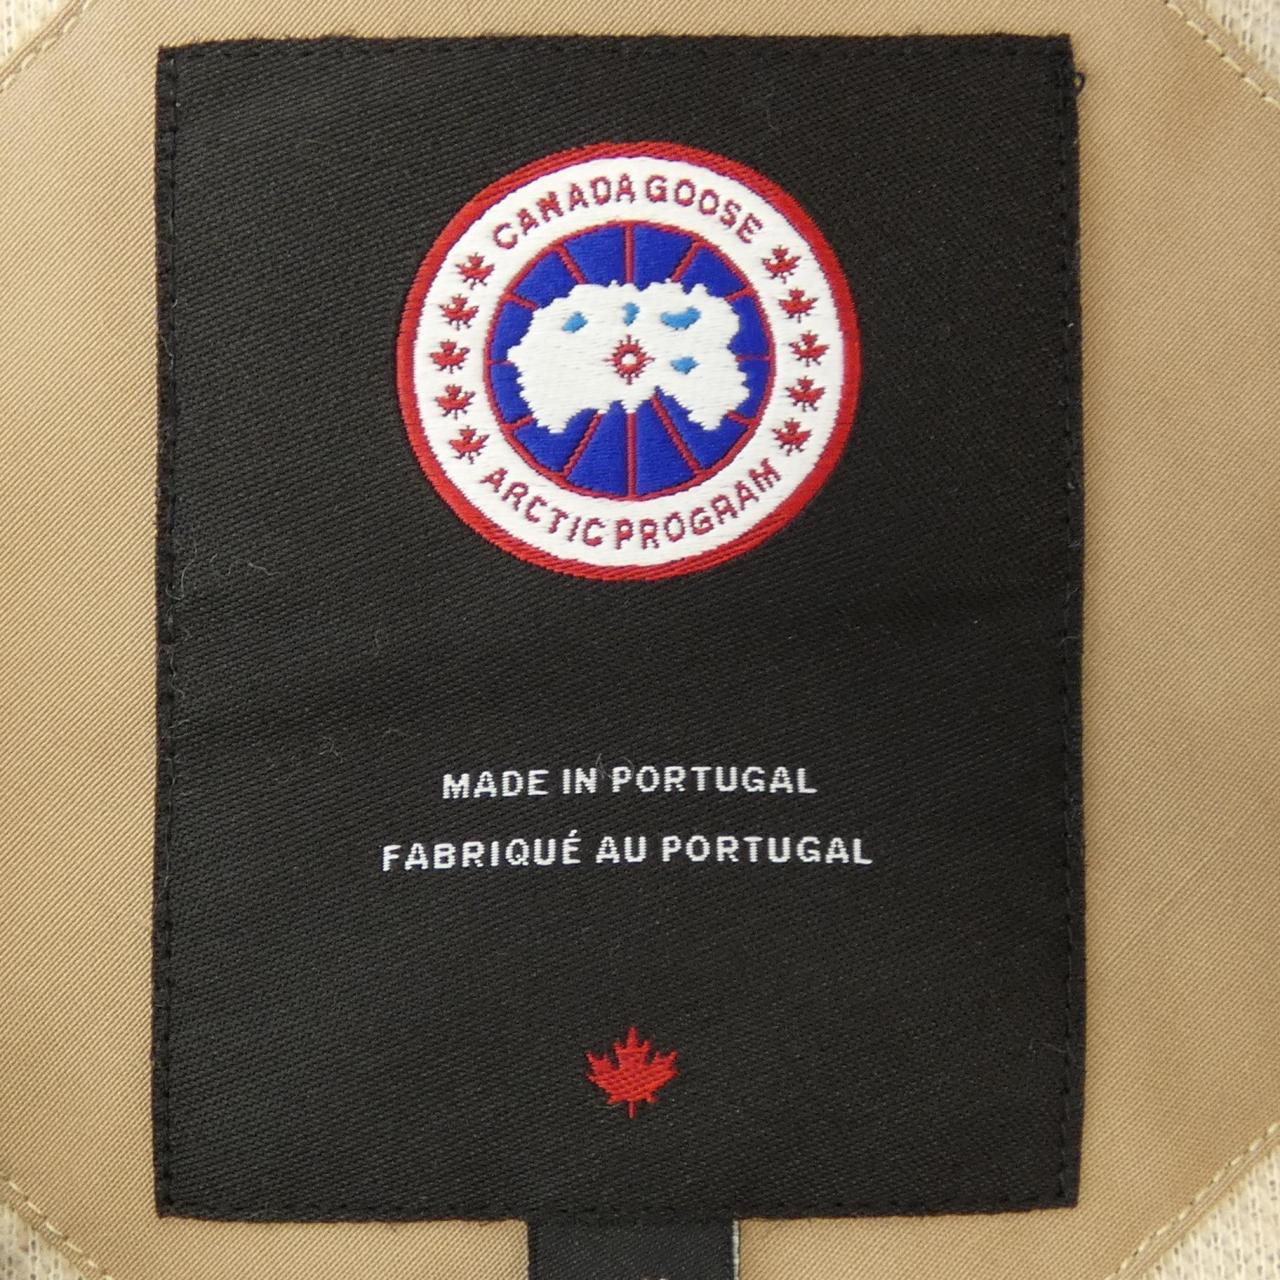 CANADA GOOSE
ARCTIC PROGRAM
MADE IN PORTUGAL
FABRIQUÉ AU PORTUGAL